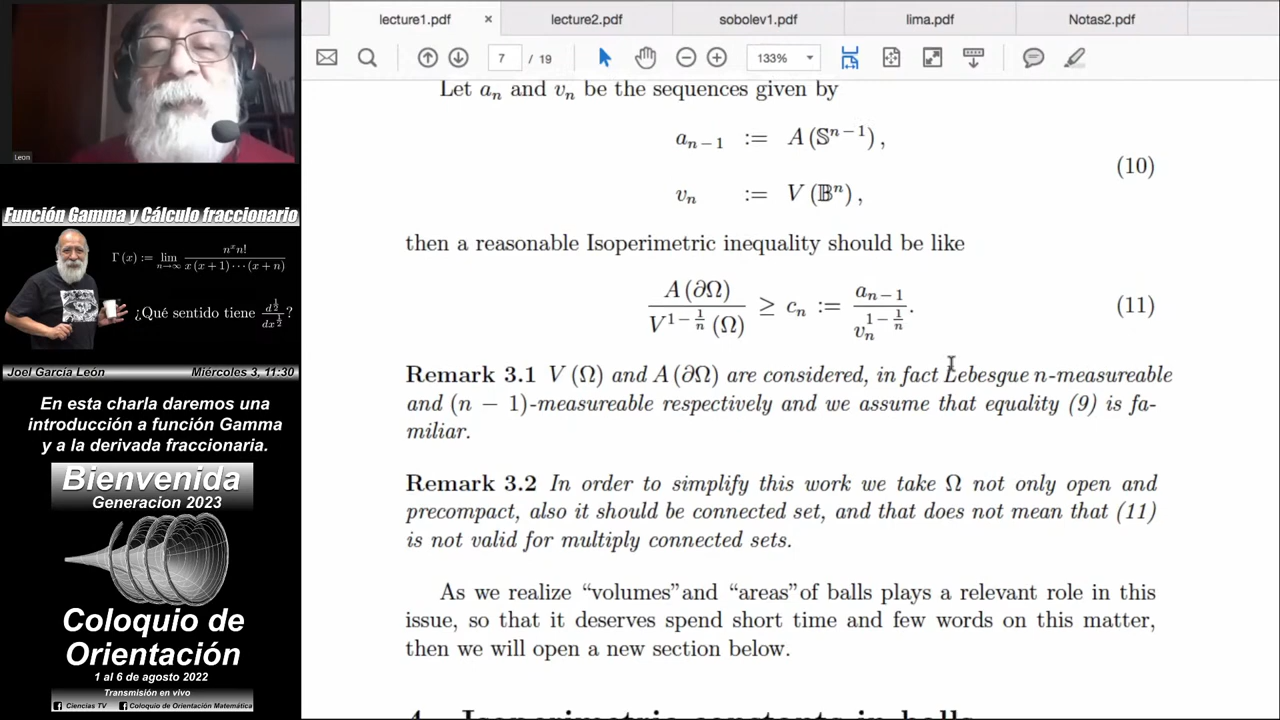 Leon
Función Gamma y Cálculo fraccionario
Γ (x) := lim n→∞ n^x n! / x (x + 1) · · · (x + n)
¿Qué sentido tiene d^{1/2} / dx^{1/2} ?
Joel García León Miércoles 3, 11:30
En esta charla daremos una
introducción a función Gamma
y a la derivada fraccionaria.
Bienvenida
Generacion 2023
Coloquio de
Orientación
1 al 6 de agosto 2022
Transmisión en vivo
Ciencias TV Coloquio de Orientación Matemática
lecture1.pdf × lecture2.pdf sobolev1.pdf lima.pdf Notas2.pdf
7 / 19 133%
Let a_n and v_n be the sequences given by
a_{n−1} := A (𝕊^{n−1}) ,
(10)
v_n := V (𝔹^n) ,
then a reasonable Isoperimetric inequality should be like
A (∂Ω) / V^{1−1/n} (Ω) ≥ c_n := a_{n−1} / v_n^{1−1/n} . (11)
Remark 3.1 V (Ω) and A (∂Ω) are considered, in fact Lebesgue n-measureable
and (n − 1)-measureable respectively and we assume that equality (9) is fa-
miliar.
Remark 3.2 In order to simplify this work we take Ω not only open and
precompact, also it should be connected set, and that does not mean that (11)
is not valid for multiply connected sets.
As we realize “volumes”and “areas”of balls plays a relevant role in this
issue, so that it deserves spend short time and few words on this matter,
then we will open a new section below.
4 Isoperimetric constants in balls